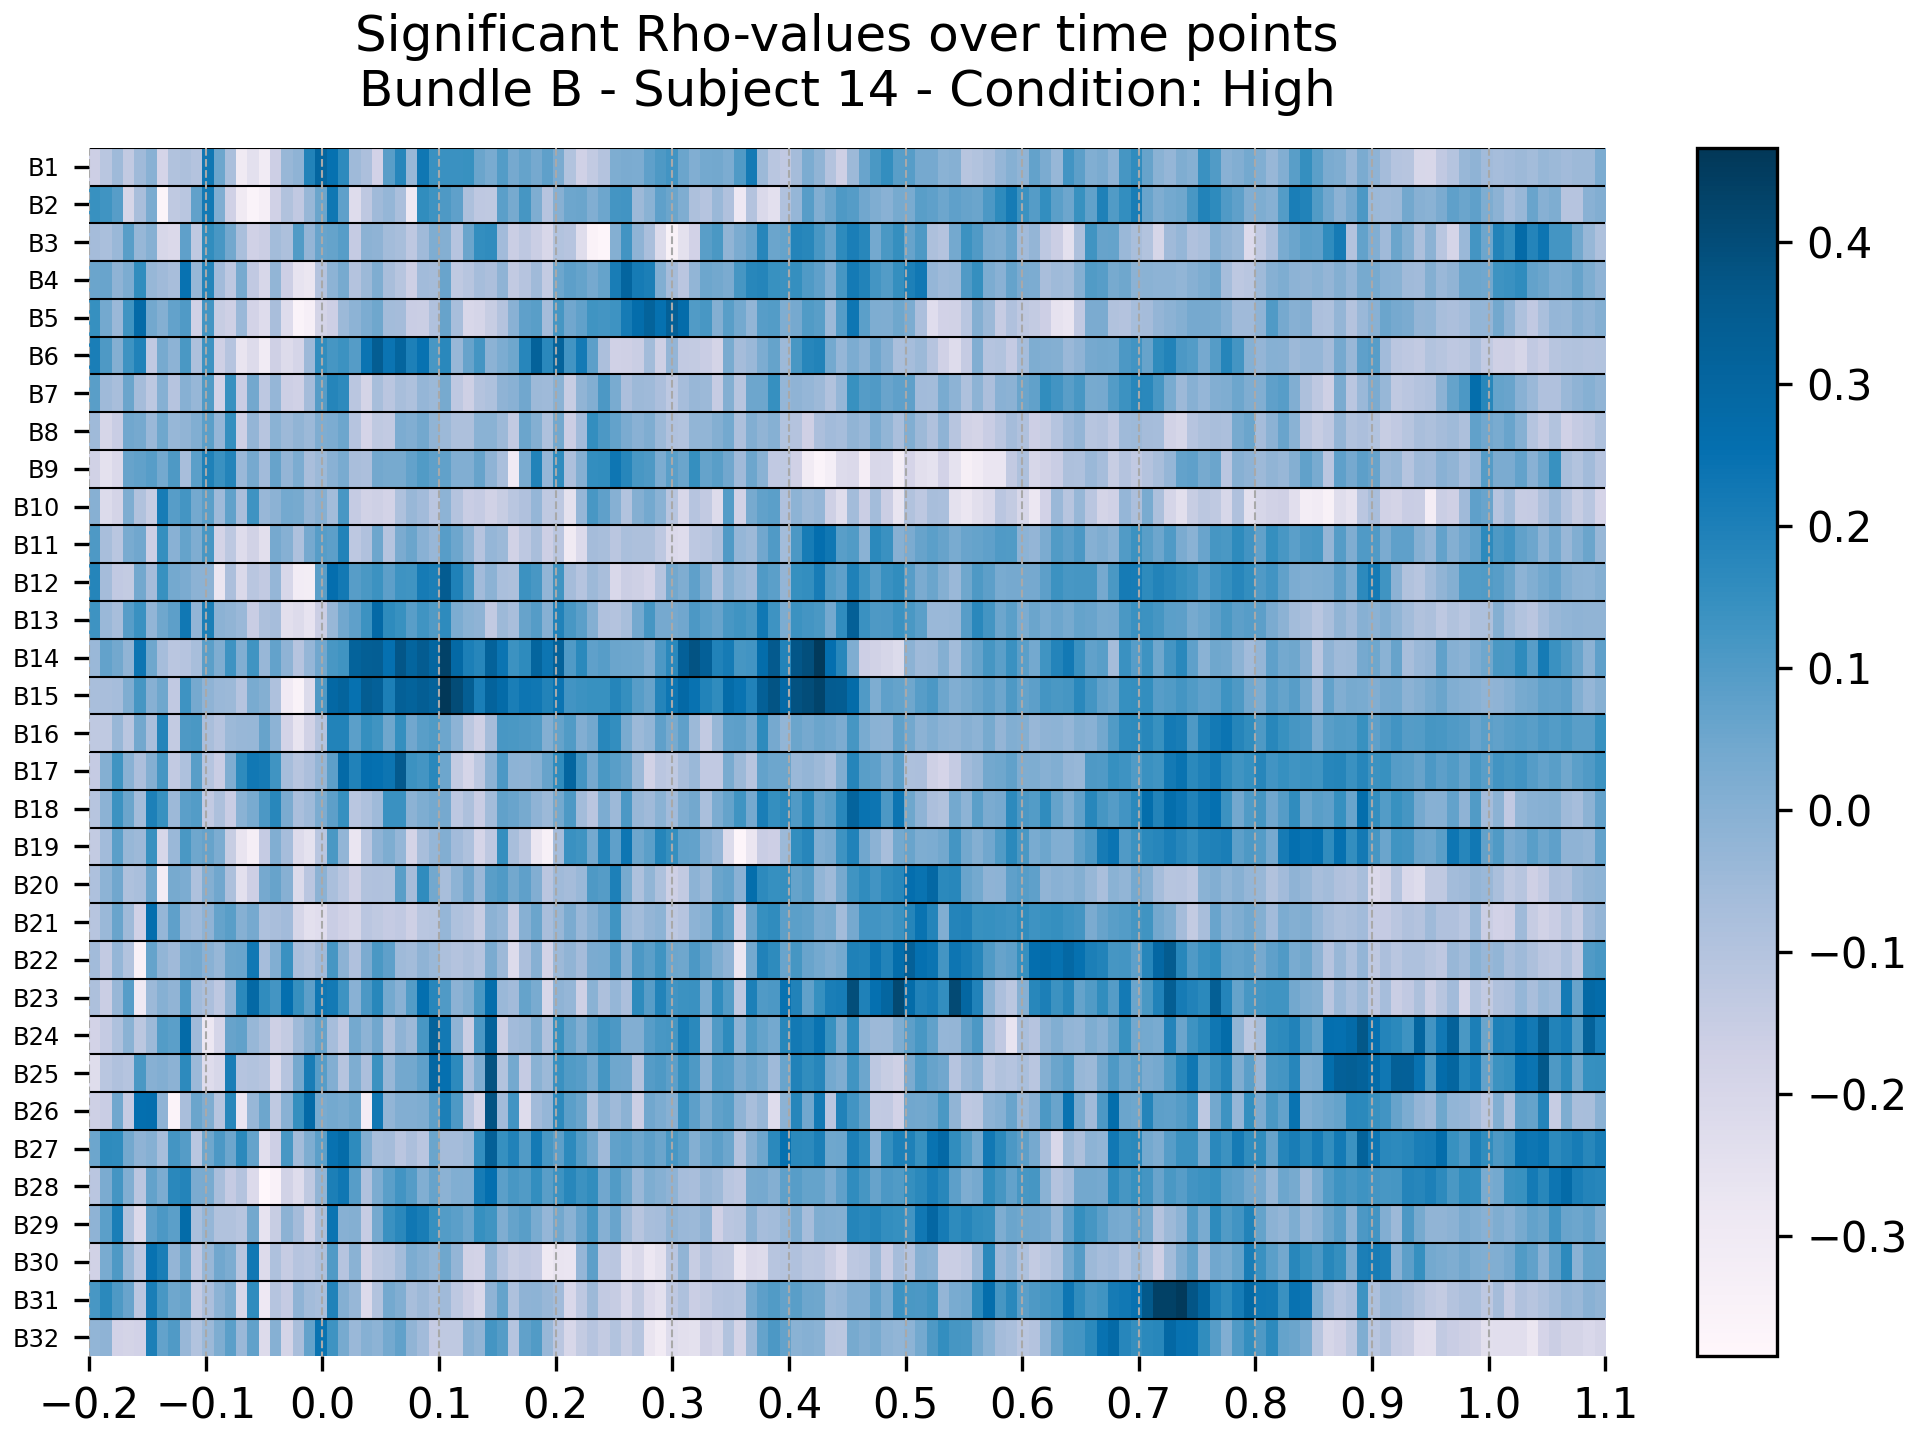 Significant Rho-values over time points
Bundle B - Subject 14 - Condition: High
B1
B2
B3
B4
B5
B6
B7
B8
B9
B10
B11
B12
B13
B14
B15
B16
B17
B18
B19
B20
B21
B22
B23
B24
B25
B26
B27
B28
B29
B30
B31
B32
−0.2 −0.1 0.0 0.1 0.2 0.3 0.4 0.5 0.6 0.7 0.8 0.9 1.0 1.1
0.4
0.3
0.2
0.1
0.0
−0.1
−0.2
−0.3